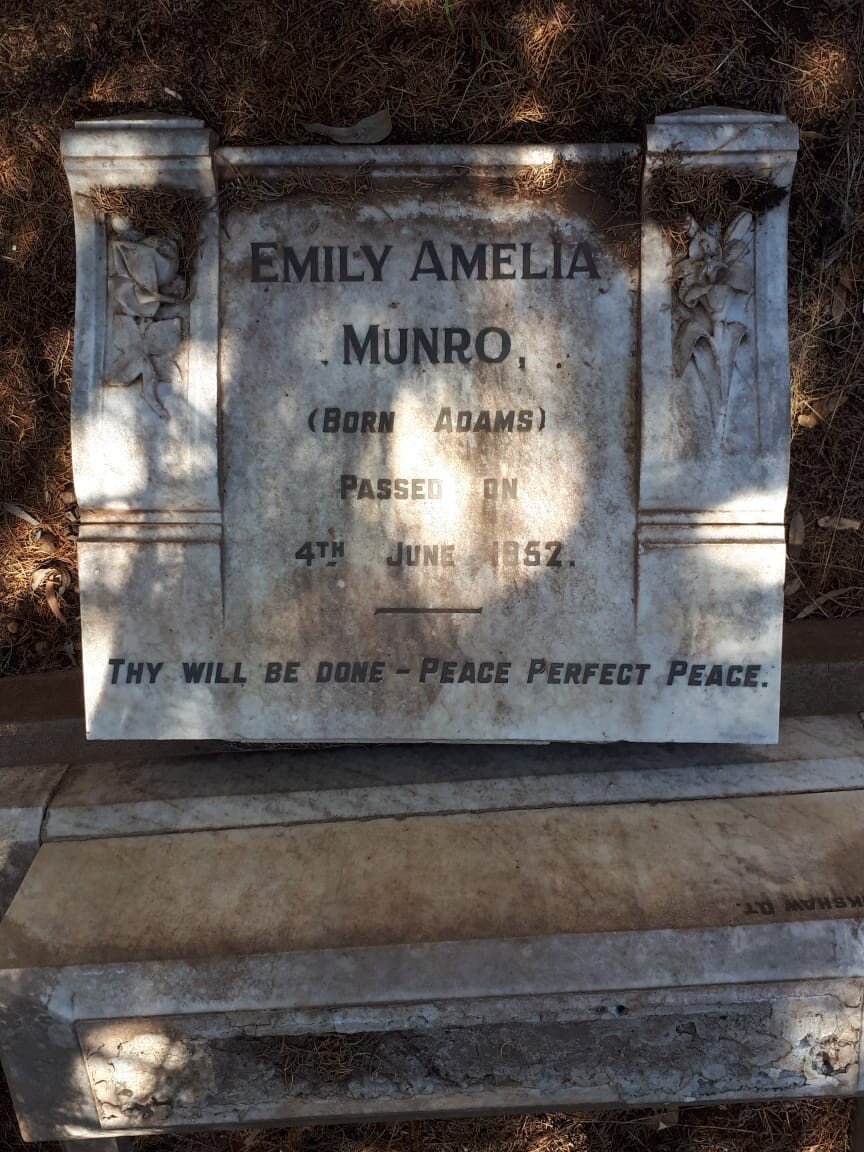 EMILY AMELIA
MUNRO,
(BORN ADAMS)
PASSED ON
4TH JUNE 1952.
THY WILL BE DONE – PEACE PERFECT PEACE.